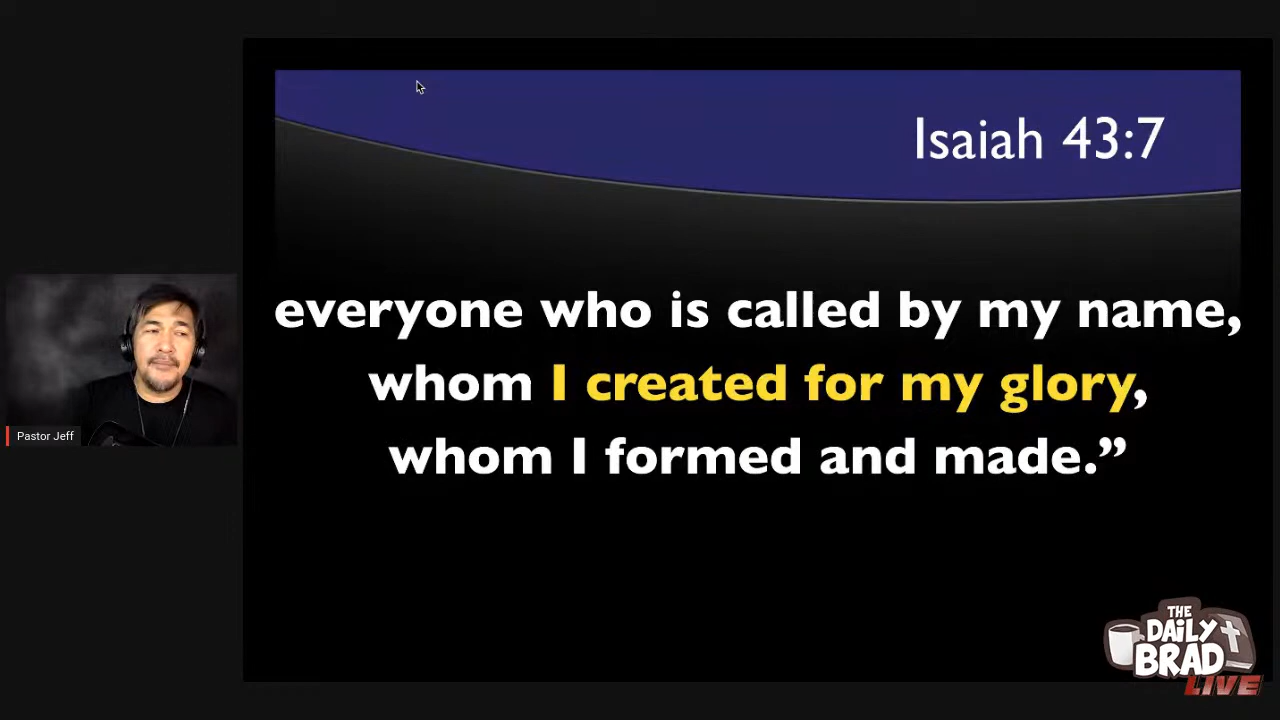 Isaiah 43:7
everyone who is called by my name,
whom I created for my glory,
whom I formed and made.”
Pastor Jeff
THE
DAiLY
BRAD
LIVE